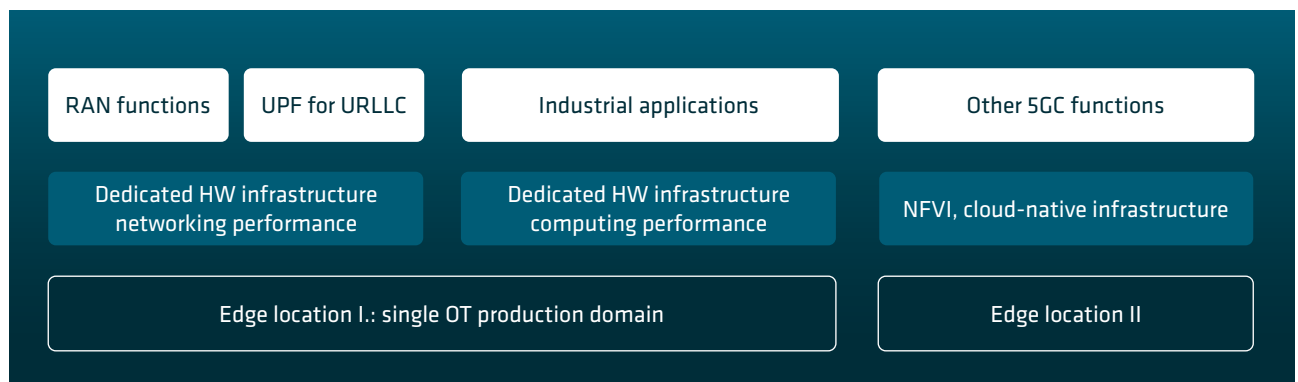 RAN functions
UPF for URLLC
Industrial applications
Other 5GC functions
Dedicated HW infrastructure
networking performance
Dedicated HW infrastructure
computing performance
NFVI, cloud-native infrastructure
Edge location I.: single OT production domain
Edge location II